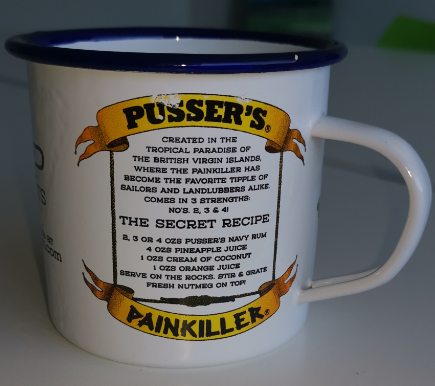 PUSSER'S®
CREATED IN THE
TROPICAL PARADISE OF
THE BRITISH VIRGIN ISLANDS,
WHERE THE PAINKILLER HAS
BECOME THE FAVORITE TIPPLE OF
SAILORS AND LANDLUBBERS ALIKE.
COMES IN 3 STRENGTHS:
NO'S. 2, 3 & 4!
THE SECRET RECIPE
2, 3 OR 4 OZS PUSSER'S NAVY RUM
4 OZS PINEAPPLE JUICE
1 OZS CREAM OF COCONUT
1 OZS ORANGE JUICE
SERVE ON THE ROCKS, STIR & GRATE
FRESH NUTMEG ON TOP!
PAINKILLER®